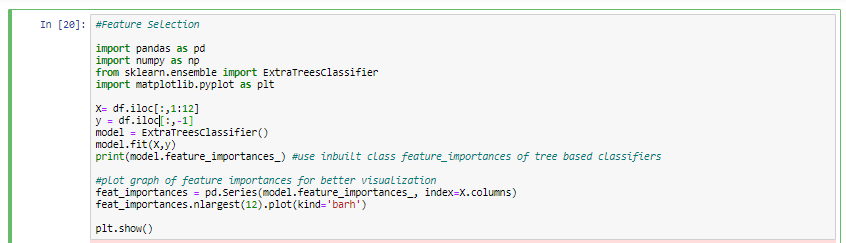 In [20]: #Feature Selection
import pandas as pd
import numpy as np
from sklearn.ensemble import ExtraTreesClassifier
import matplotlib.pyplot as plt
X= df.iloc[:,1:12]
y = df.iloc[:,-1]
model = ExtraTreesClassifier()
model.fit(X,y)
print(model.feature_importances_) #use inbuilt class feature_importances of tree based classifiers
#plot graph of feature importances for better visualization
feat_importances = pd.Series(model.feature_importances_, index=X.columns)
feat_importances.nlargest(12).plot(kind='barh')
plt.show()